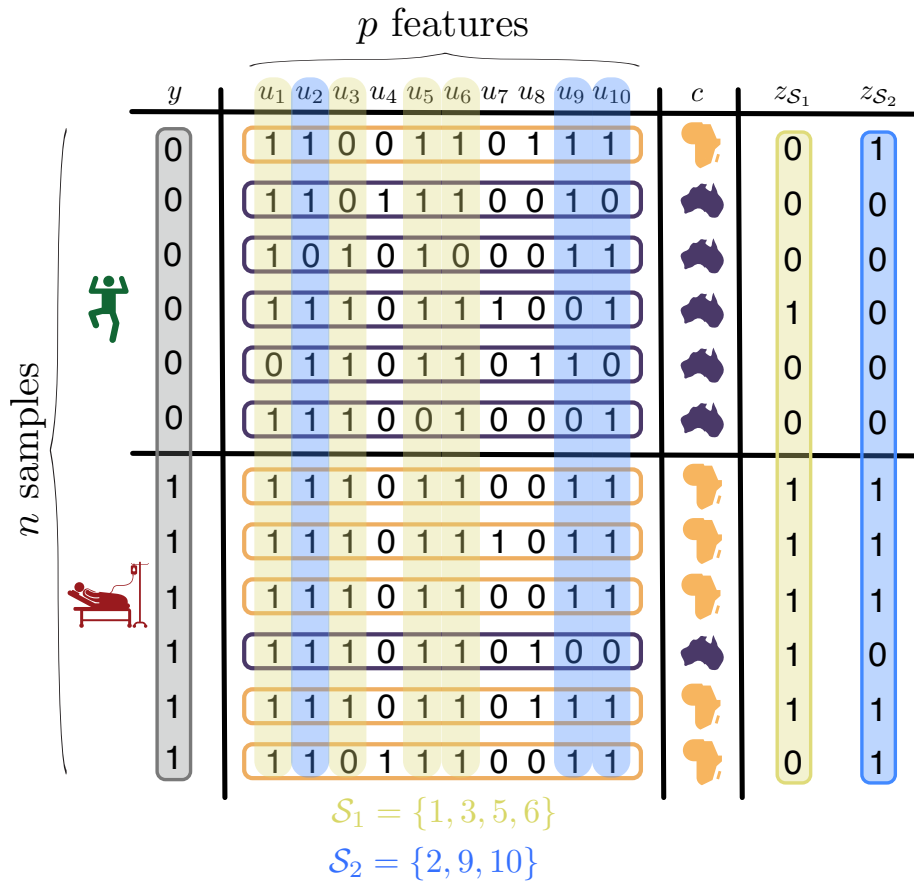 p features
y u₁ u₂ u₃ u₄ u₅ u₆ u₇ u₈ u₉ u₁₀ c z_{S₁} z_{S₂}
n samples
0 1 1 0 0 1 1 0 1 1 1 0 1
0 1 1 0 1 1 1 0 0 1 0 0 0
0 1 0 1 0 1 0 0 0 1 1 0 0
0 1 1 1 0 1 1 1 0 0 1 1 0
0 0 1 1 0 1 1 0 1 1 0 0 0
0 1 1 1 0 0 1 0 0 0 1 0 0
1 1 1 1 0 1 1 0 0 1 1 1 1
1 1 1 1 0 1 1 1 0 1 1 1 1
1 1 1 1 0 1 1 0 0 1 1 1 1
1 1 1 1 0 1 1 0 1 0 0 1 0
1 1 1 1 0 1 1 0 1 1 1 1 1
1 1 1 0 1 1 1 0 0 1 1 0 1
S₁ = {1, 3, 5, 6}
S₂ = {2, 9, 10}